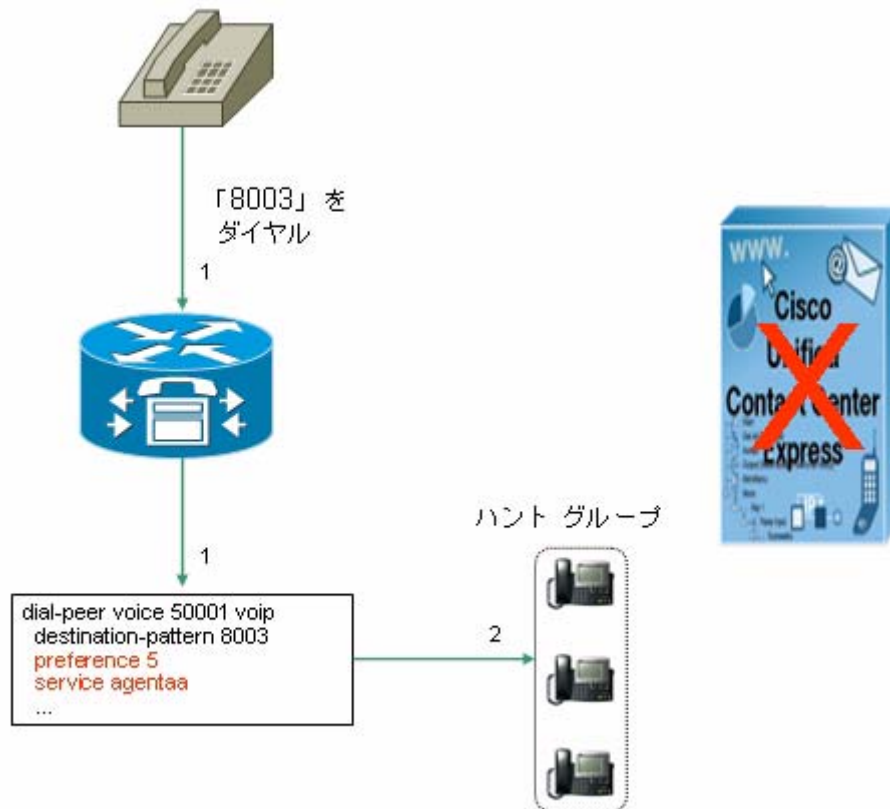 「8003」を
ダイヤル
1
1
dial-peer voice 50001 voip
destination-pattern 8003
preference 5
service agentaa
...
2
ハント グループ
WWW.
@
Cisco
Unified
Contact Center
Express